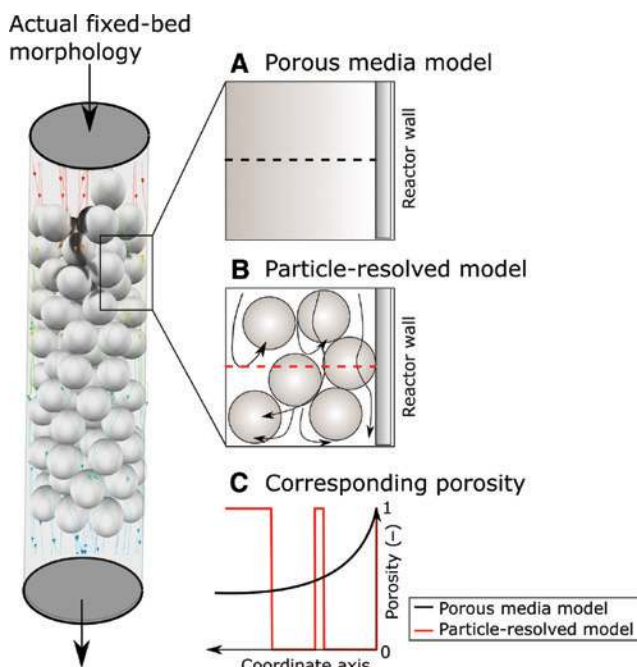 Actual fixed-bed
morphology
A Porous media model
Reactor wall
B Particle-resolved model
Reactor wall
C Corresponding porosity
1
Porosity (−)
0
Coordinate axis
Porous media model
Particle-resolved model